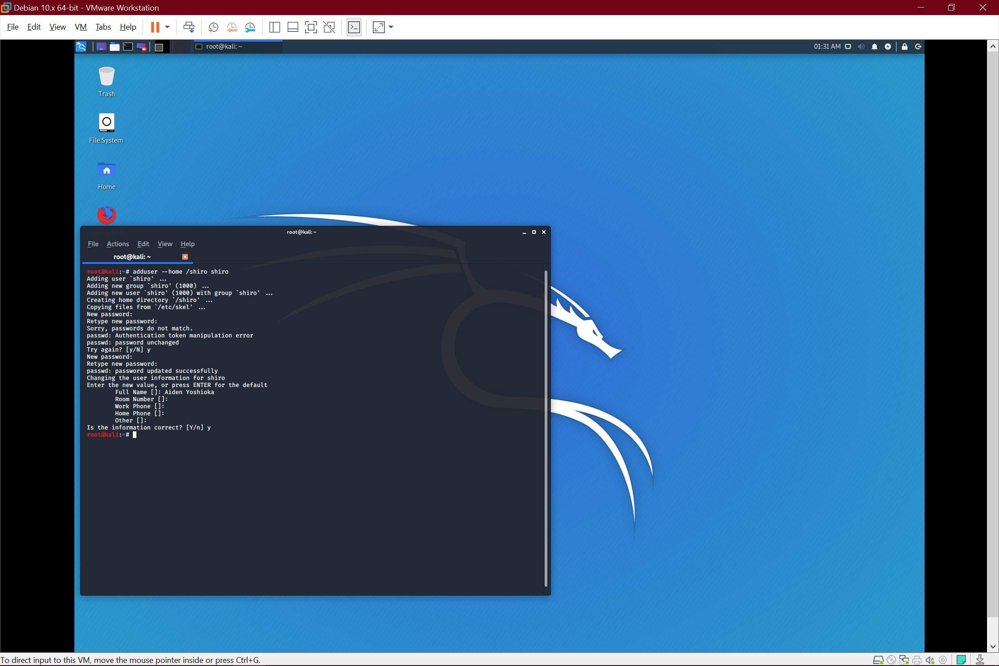 Debian 10.x 64-bit - VMware Workstation
File Edit View VM Tabs Help
root@kali: ~
01:31 AM
Trash
File System
Home
Firefox ESR
root@kali: ~
File Actions Edit View Help
root@kali: ~
root@kali:~# adduser --home /shiro shiro
Adding user `shiro' ...
Adding new group `shiro' (1000) ...
Adding new user `shiro' (1000) with group `shiro' ...
Creating home directory `/shiro' ...
Copying files from `/etc/skel' ...
New password:
Retype new password:
Sorry, passwords do not match.
passwd: Authentication token manipulation error
passwd: password unchanged
Try again? [y/N] y
New password:
Retype new password:
passwd: password updated successfully
Changing the user information for shiro
Enter the new value, or press ENTER for the default
Full Name []: Aiden Yoshioka
Room Number []:
Work Phone []:
Home Phone []:
Other []:
Is the information correct? [Y/n] y
root@kali:~#
To direct input to this VM, move the mouse pointer inside or press Ctrl+G.